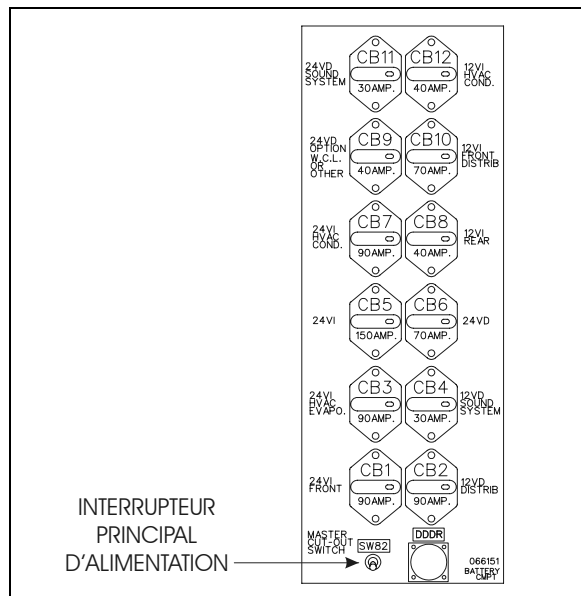 24VD
SOUND
SYSTEM
CB11
30AMP.
CB12
40AMP.
12VI
HVAC
COND.
24VD
OPTION
W.C.L.
OR
OTHER
CB9
40AMP.
CB10
70AMP.
12VI
FRONT
DISTRIB
24VI
HVAC
COND.
CB7
90AMP.
CB8
40AMP.
12VI
REAR
24VI
CB5
150AMP.
CB6
70AMP.
24VD
24VI
HVAC
EVAPO.
CB3
90AMP.
CB4
30AMP.
12VD
SOUND
SYSTEM
24VI
FRONT
CB1
90AMP.
CB2
90AMP.
12VD
DISTRIB
INTERRUPTEUR
PRINCIPAL
D'ALIMENTATION
MASTER
CUT-OUT
SWITCH
SW82
DDDR
066151
BATTERY
CMPT